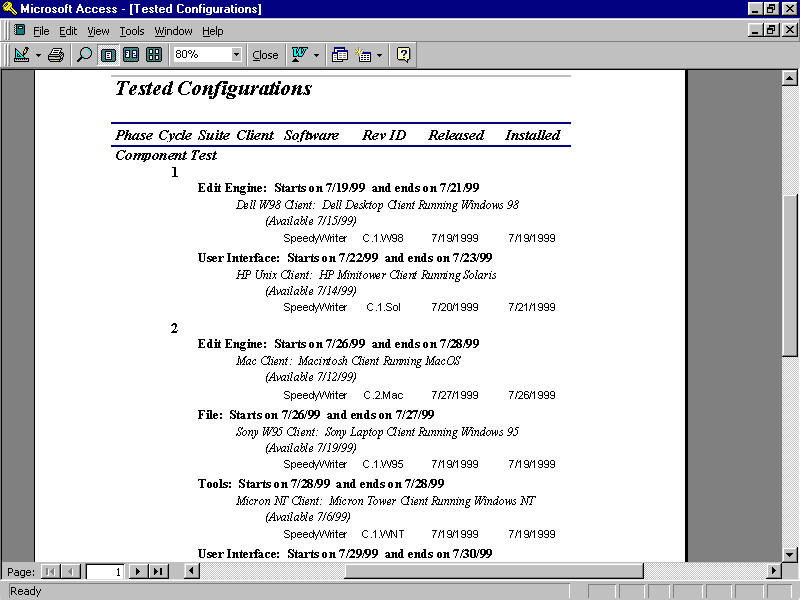 Microsoft Access - [Tested Configurations]
File Edit View Tools Window Help
80% Close
Tested Configurations
Phase Cycle Suite Client Software Rev ID Released Installed
Component Test
1
Edit Engine: Starts on 7/19/99 and ends on 7/21/99
Dell W98 Client: Dell Desktop Client Running Windows 98
(Available 7/15/99)
SpeedyWriter C.1.W98 7/19/1999 7/19/1999
User Interface: Starts on 7/22/99 and ends on 7/23/99
HP Unix Client: HP Minitower Client Running Solaris
(Available 7/14/99)
SpeedyWriter C.1.Sol 7/20/1999 7/21/1999
2
Edit Engine: Starts on 7/26/99 and ends on 7/28/99
Mac Client: Macintosh Client Running MacOS
(Available 7/12/99)
SpeedyWriter C.2.Mac 7/27/1999 7/26/1999
File: Starts on 7/26/99 and ends on 7/27/99
Sony W95 Client: Sony Laptop Client Running Windows 95
(Available 7/19/99)
SpeedyWriter C.1.W95 7/19/1999 7/19/1999
Tools: Starts on 7/28/99 and ends on 7/28/99
Micron NT Client: Micron Tower Client Running Windows NT
(Available 7/6/99)
SpeedyWriter C.1.WNT 7/19/1999 7/19/1999
User Interface: Starts on 7/29/99 and ends on 7/30/99
Page: 1
Ready